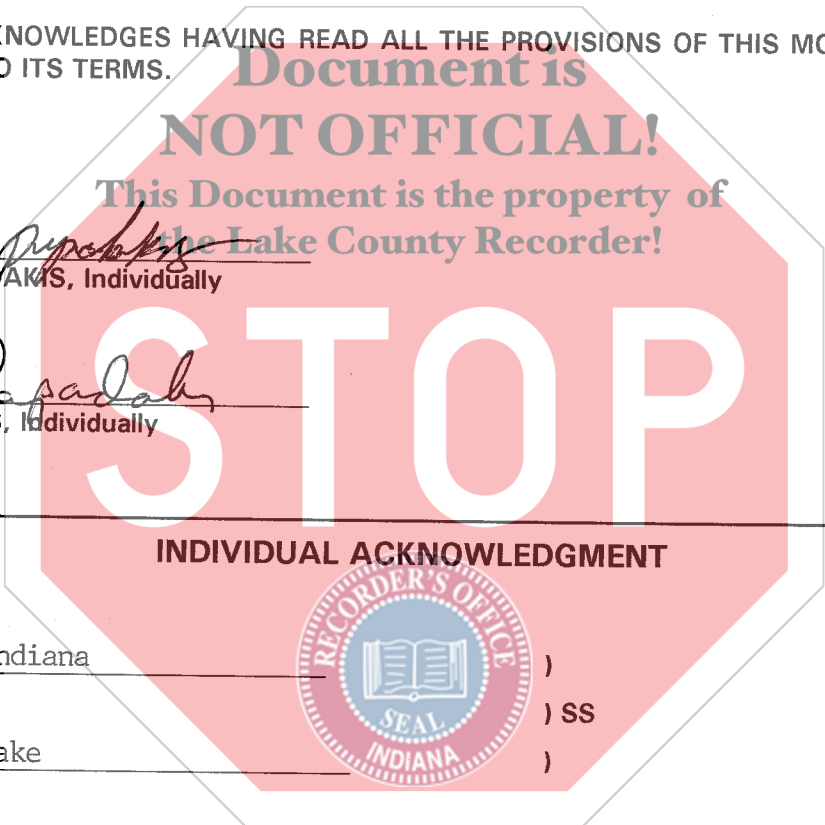 KNOWLEDGES HAVING READ ALL THE PROVISIONS OF THIS MO
O ITS TERMS.
Document is
NOT OFFICIAL!
This Document is the property of
the Lake County Recorder!
AKIS, Individually
apadakis
, Individually
STOP
INDIVIDUAL ACKNOWLEDGMENT
RECORDER'S OFFICE
SEAL
INDIANA
ndiana )
) SS
ake )